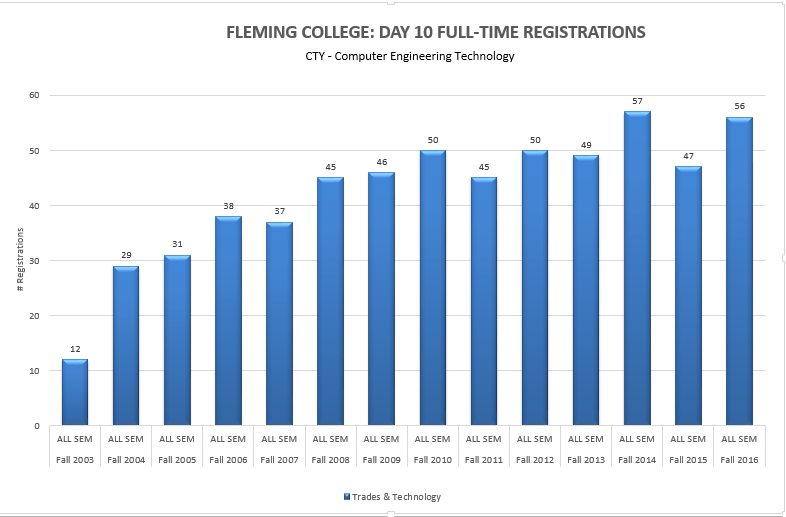 FLEMING COLLEGE: DAY 10 FULL-TIME REGISTRATIONS
CTY - Computer Engineering Technology
# Registrations
60
50
40
30
20
10
0
12 29 31 38 37 45 46 50 45 50 49 57 47 56
ALL SEM ALL SEM ALL SEM ALL SEM ALL SEM ALL SEM ALL SEM ALL SEM ALL SEM ALL SEM ALL SEM ALL SEM ALL SEM ALL SEM
Fall 2003 Fall 2004 Fall 2005 Fall 2006 Fall 2007 Fall 2008 Fall 2009 Fall 2010 Fall 2011 Fall 2012 Fall 2013 Fall 2014 Fall 2015 Fall 2016
Trades & Technology